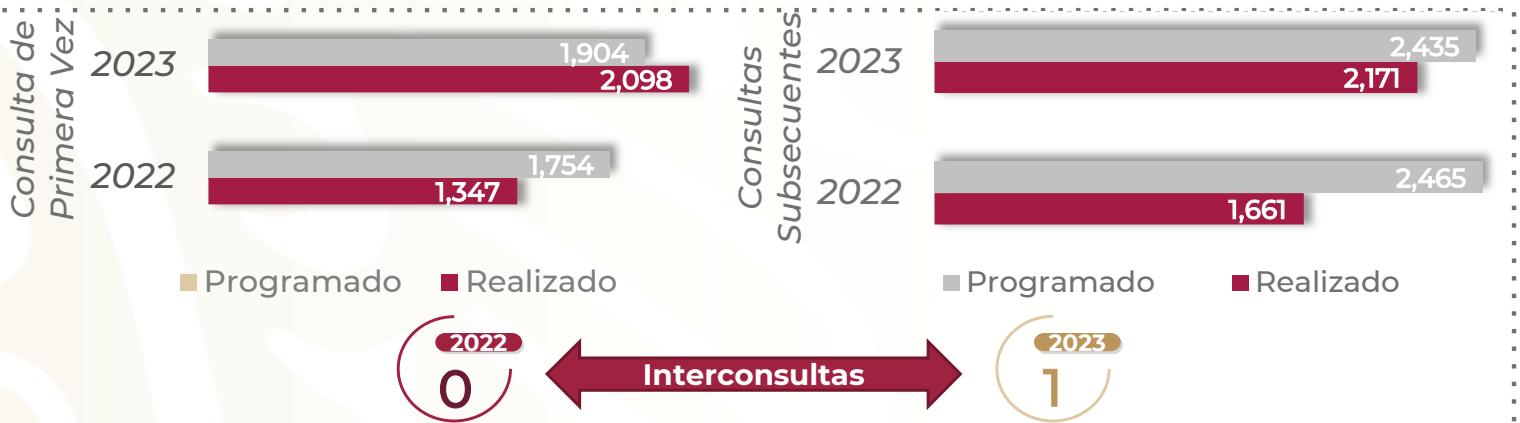 Consulta de
Primera Vez
2023
1,904
2,098
2022
1,754
1,347
Programado
Realizado
Consultas
Subsecuentes
2023
2,435
2,171
2022
2,465
1,661
Programado
Realizado
2022
0
Interconsultas
2023
1